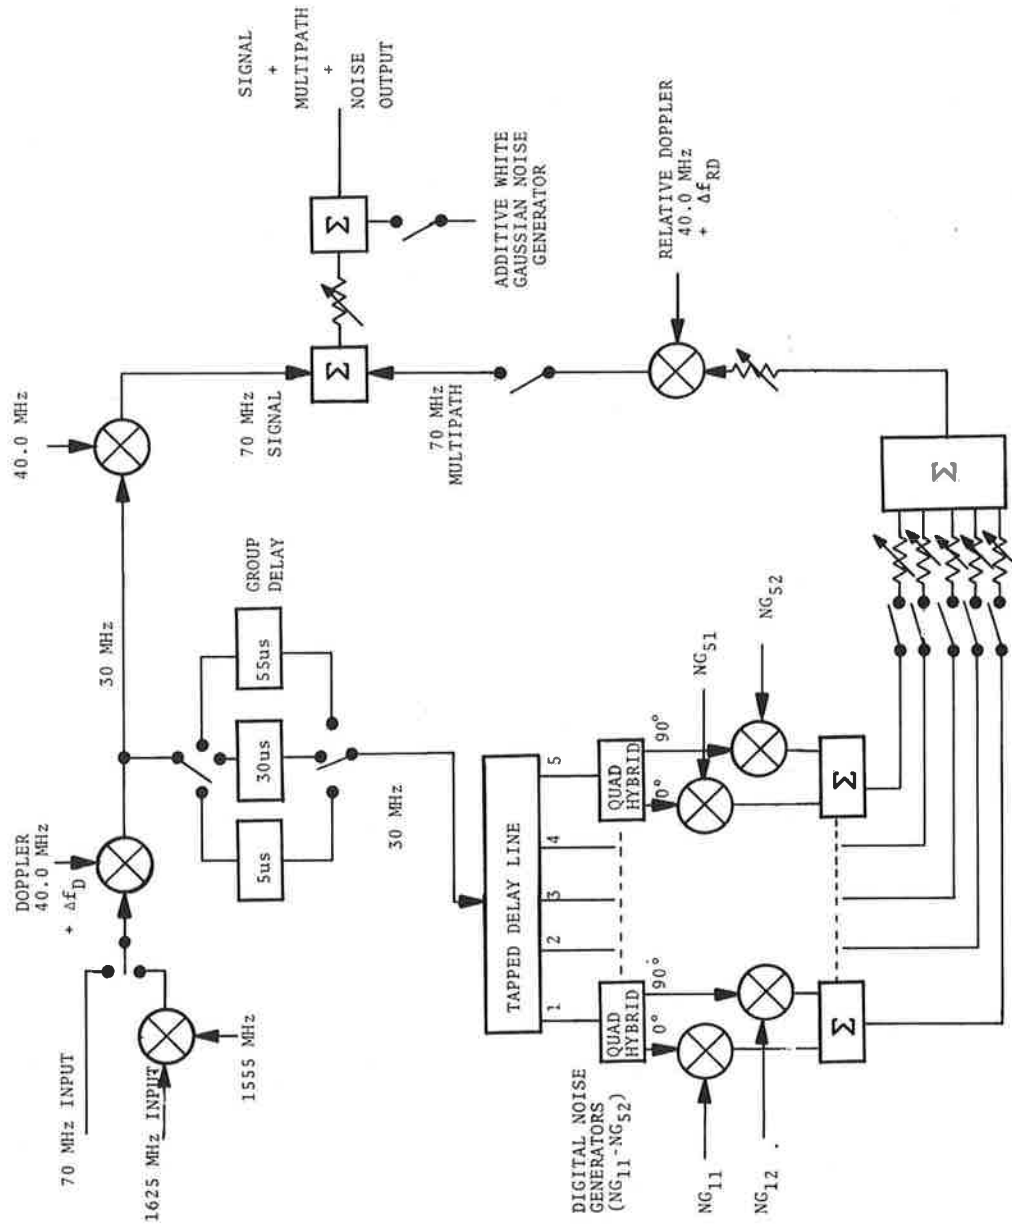 70 MHz INPUT
1625 MHz INPUT
1555 MHz
DOPPLER
40.0 MHz
+ Δf_D
30 MHz
40.0 MHz
5us
30us
55us
GROUP
DELAY
30 MHz
70 MHz
SIGNAL
70 MHz
MULTIPATH
Σ
Σ
SIGNAL
+
MULTIPATH
+
NOISE
OUTPUT
ADDITIVE WHITE
GAUSSIAN NOISE
GENERATOR
RELATIVE DOPPLER
40.0 MHz
+ Δf_RD
TAPPED DELAY LINE
1
2
3
4
5
QUAD
HYBRID
0°
90°
QUAD
HYBRID
0°
90°
DIGITAL NOISE
GENERATORS
(NG_11-NG_52)
NG_11
NG_12
NG_51
NG_52
Σ
Σ
Σ